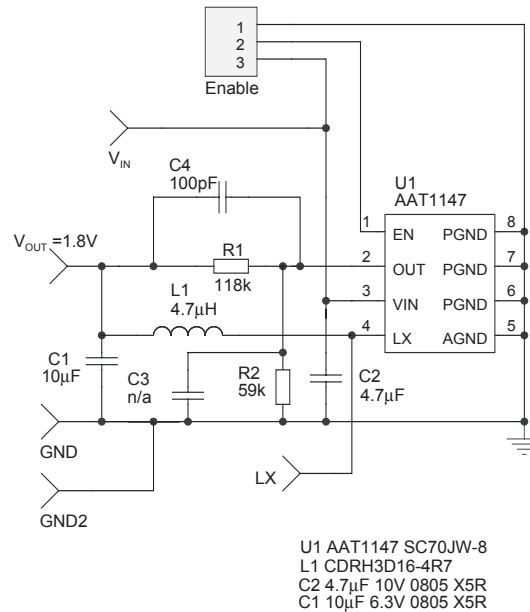 1
2
3
Enable
V_IN
C4
100pF
U1
AAT1147
1 EN PGND 8
V_OUT =1.8V
R1
118k
2 OUT PGND 7
L1
4.7μH
3 VIN PGND 6
4 LX AGND 5
C1
10μF
C3
n/a
R2
59k
C2
4.7μF
GND
LX
GND2
U1 AAT1147 SC70JW-8
L1 CDRH3D16-4R7
C2 4.7μF 10V 0805 X5R
C1 10μF 6.3V 0805 X5R